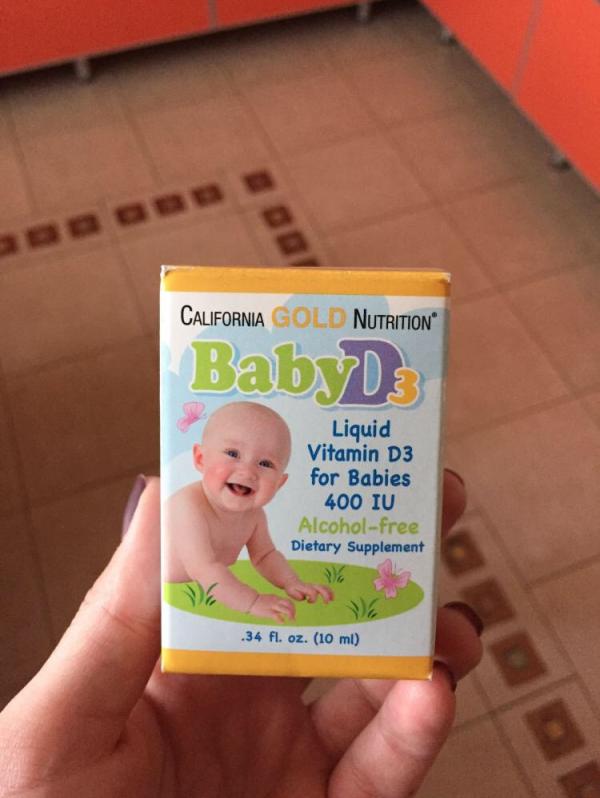 CALIFORNIA GOLD NUTRITION®
BabyD3
Liquid
Vitamin D3
for Babies
400 IU
Alcohol-free
Dietary Supplement
.34 fl. oz. (10 ml)